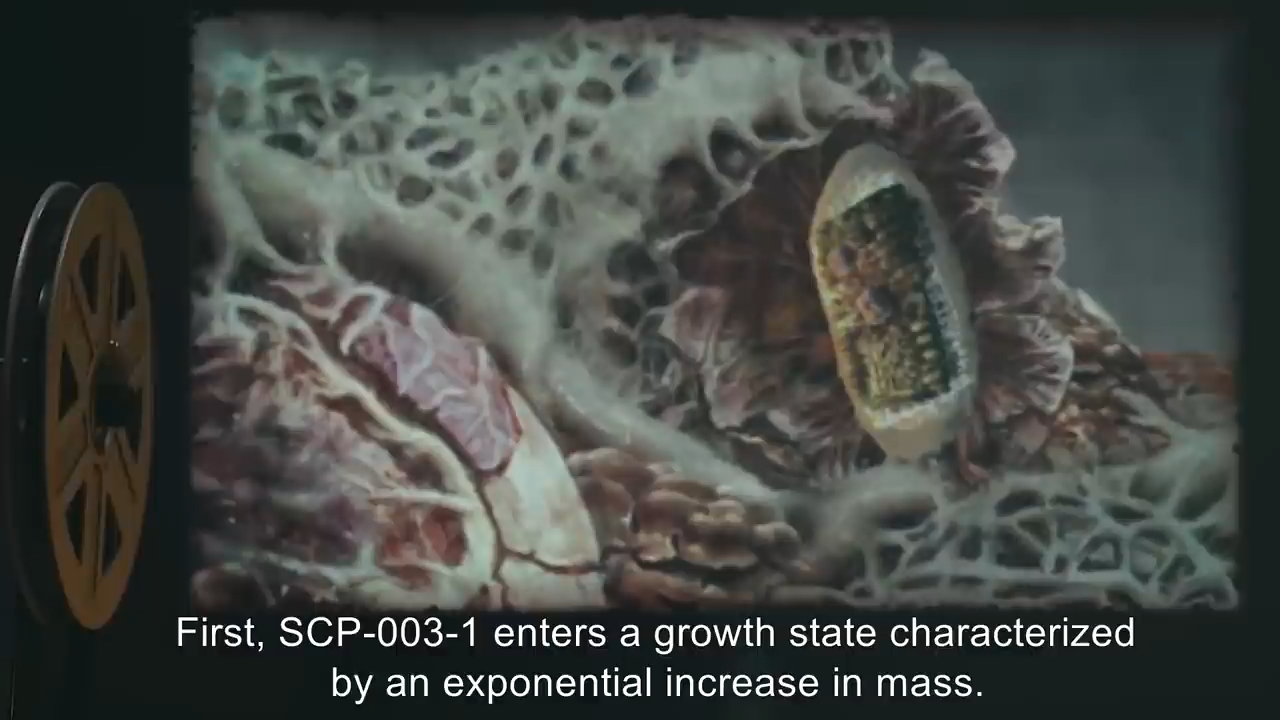 First, SCP-003-1 enters a growth state characterized
by an exponential increase in mass.